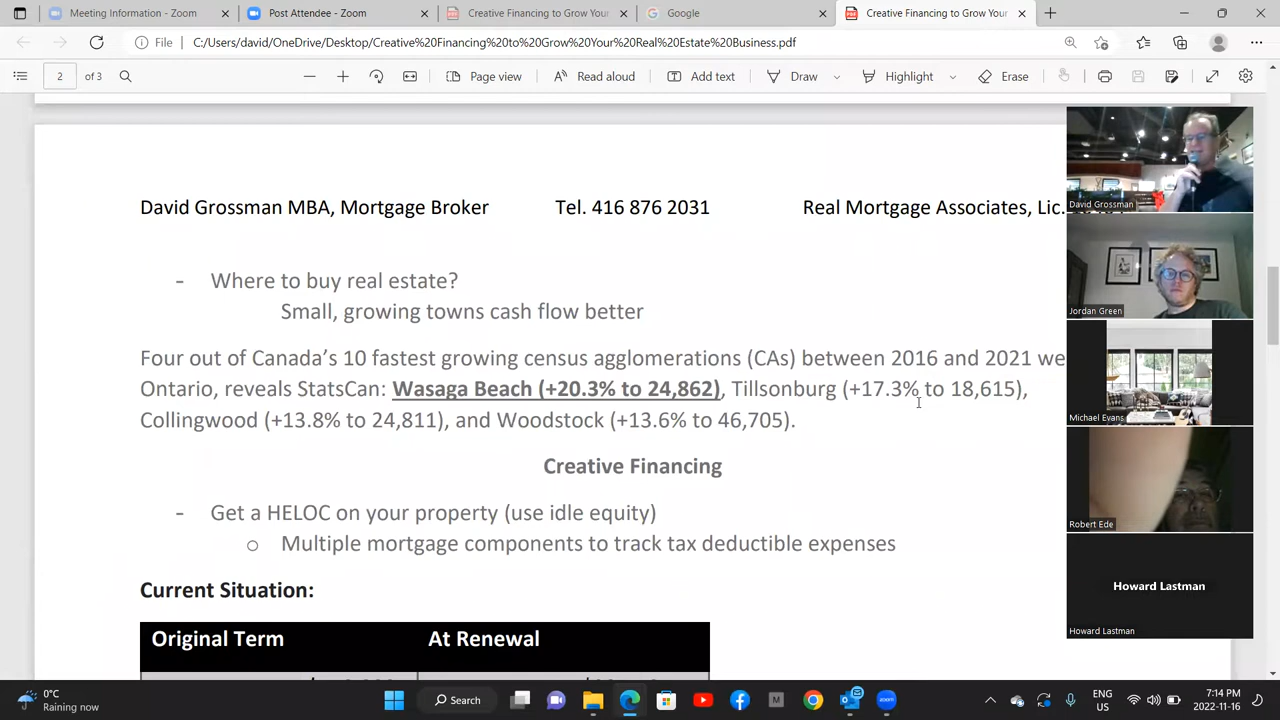 Meeting Information - Zoom
Post Attendee - Zoom
Creative Financing to Grow Your
Google
Creative Financing to Grow Your
File
C:/Users/david/OneDrive/Desktop/Creative%20Financing%20to%20Grow%20Your%20Real%20Estate%20Business.pdf
2 of 3
Page view
Read aloud
Add text
Draw
Highlight
Erase
David Grossman MBA, Mortgage Broker Tel. 416 876 2031 Real Mortgage Associates, Lic.
- Where to buy real estate?
Small, growing towns cash flow better
Four out of Canada’s 10 fastest growing census agglomerations (CAs) between 2016 and 2021 we
Ontario, reveals StatsCan: Wasaga Beach (+20.3% to 24,862), Tillsonburg (+17.3% to 18,615),
Collingwood (+13.8% to 24,811), and Woodstock (+13.6% to 46,705).
Creative Financing
- Get a HELOC on your property (use idle equity)
o Multiple mortgage components to track tax deductible expenses
Current Situation:
Original Term At Renewal
David Grossman
Jordan Green
Michael Evans
Robert Ede
Howard Lastman
Howard Lastman
0°C
Raining now
Search
ENG
US
7:14 PM
2022-11-16